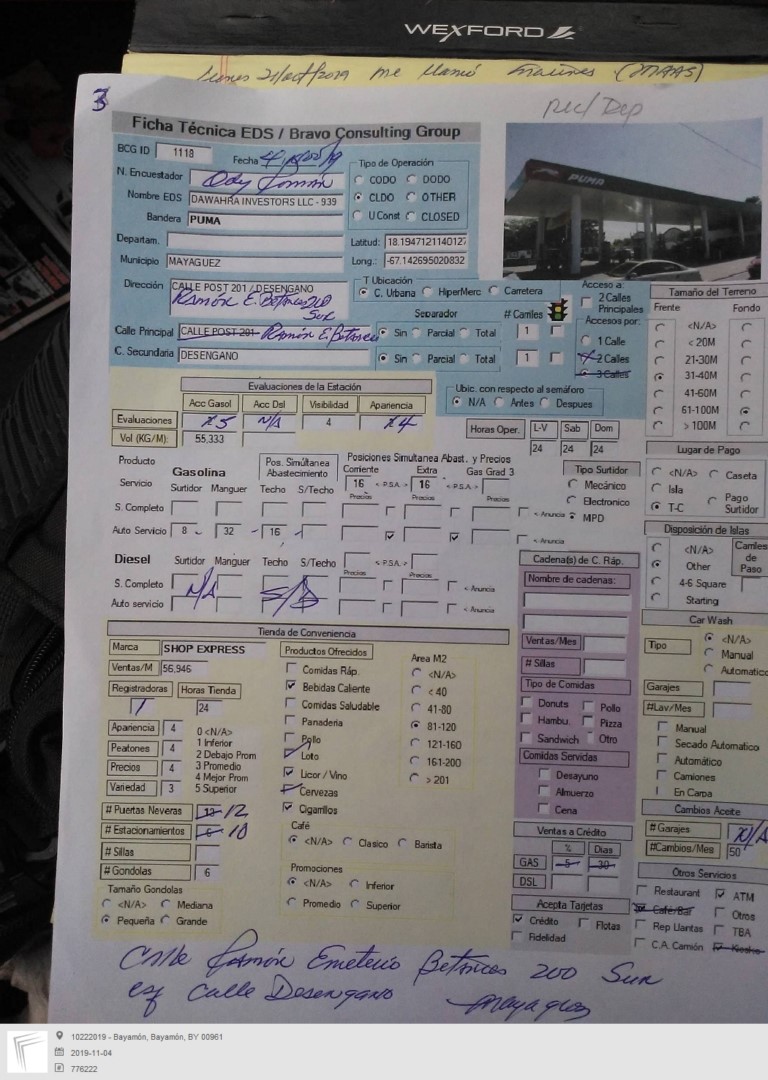 WEXFORD
lunes 21/oct/2019 me llamó (MAAS)
3
rec/Dep
Ficha Técnica EDS / Bravo Consulting Group
BCG ID 1118 Fecha
N. Encuestador
Nombre EDS DAWAHRA INVESTORS LLC - 939
Bandera PUMA
Departam.
Municipio MAYAGUEZ
Tipo de Operación
CODO DODO
CLDO OTHER
U Const CLOSED
Latitud: 18.1947121140127
Long.: -67.142695020832
PUMA
Dirección CALLE POST 201 / DESENGANO
Ramón E. Betances 200 Sur
T Ubicación
C. Urbana HiperMerc Carretera
Calle Principal CALLE POST 201 Ramón E. Betances
C. Secundaria DESENGANO
Separador # Carriles
Sin Parcial Total 1
Sin Parcial Total 1
Acceso a:
2 Calles Principales
Accesos por:
1 Calle
2 Calles
3 Calles
Tamaño del Terreno
Frente Fondo
<N/A>
< 20M
21-30M
31-40M
41-60M
61-100M
> 100M
Evaluaciones de la Estación
Acc Gasol Acc Dsl Visibilidad Apariencia
Evaluaciones 5 N/A 4 4
Vol (KG/M): 55,333
Ubic. con respecto al semáforo
N/A Antes Despues
Horas Oper. L-V Sab Dom
24 24 24
Lugar de Pago
<N/A> Caseta
Isla
T-C Pago Surtidor
Producto
Servicio
Gasolina
Surtidor Manguer
Pos. Simultánea Abastecimiento
Techo S/Techo
Posiciones Simultanea Abast. y Precios
Corriente Extra Gas Grad 3
16 < P.S.A.> 16 < P.S.A.>
Precios Precios Precios
S. Completo < Anuncia
Auto Servicio 8 32 16 < Anuncia
Tipo Surtidor
Mecánico
Electronico
MPD
Disposición de Islas
<N/A>
Other
4-6 Square
Starting
Carriles de Paso
Diesel Surtidor Manguer Techo S/Techo < P.S.A.>
Precios Precios
S. Completo N/A S/D < Anuncia
Auto servicio < Anuncia
Cadena(s) de C. Ráp.
Nombre de cadenas:
Ventas/Mes
# Sillas
Tipo de Comidas
Donuts Pollo
Hambu. Pizza
Sandwich Otro
Comidas Servidas
Desayuno
Almuerzo
Cena
Car Wash
Tipo
<N/A>
Manual
Automatico
Garajes
#Lav/Mes
Manual
Secado Automatico
Automático
Camiones
En Carpa
Tienda de Conveniencia
Marca SHOP EXPRESS
Ventas/M 56,946
Registradoras Horas Tienda
1 24
Apariencia 4
Peatones 4
Precios 4
Variedad 3
0 <N/A>
1 Inferior
2 Debajo Prom
3 Promedio
4 Mejor Prom
5 Superior
# Puertas Neveras 13 12
# Estacionamientos 6 10
# Sillas
# Gondolas 6
Tamaño Gondolas
<N/A> Mediana
Pequeña Grande
Productos Ofrecidos
Comidas Ráp.
Bebidas Caliente
Comidas Saludable
Panaderia
Pollo
Loto
Licor / Vino
Cervezas
Cigarrillos
Area M2
<N/A>
< 40
41-80
81-120
121-160
161-200
> 201
Café
<N/A> Clasico Barista
Promociones
<N/A> Inferior
Promedio Superior
Ventas a Crédito
% Dias
GAS 5 30
DSL
Acepta Tarjetas
Crédito Flotas
Fidelidad
Cambios Aceite
#Garajes N/A
#Cambios/Mes 50
Otros Servicios
Restaurant ATM
Café/Bar Otros
Rep Llantas TBA
C.A. Camión Kiosko
Calle Ramón Emeterio Betances 200 Sur
esq Calle Desengano Mayaguez
10222019 - Bayamón, Bayamón, BY 00961
2019-11-04
776222